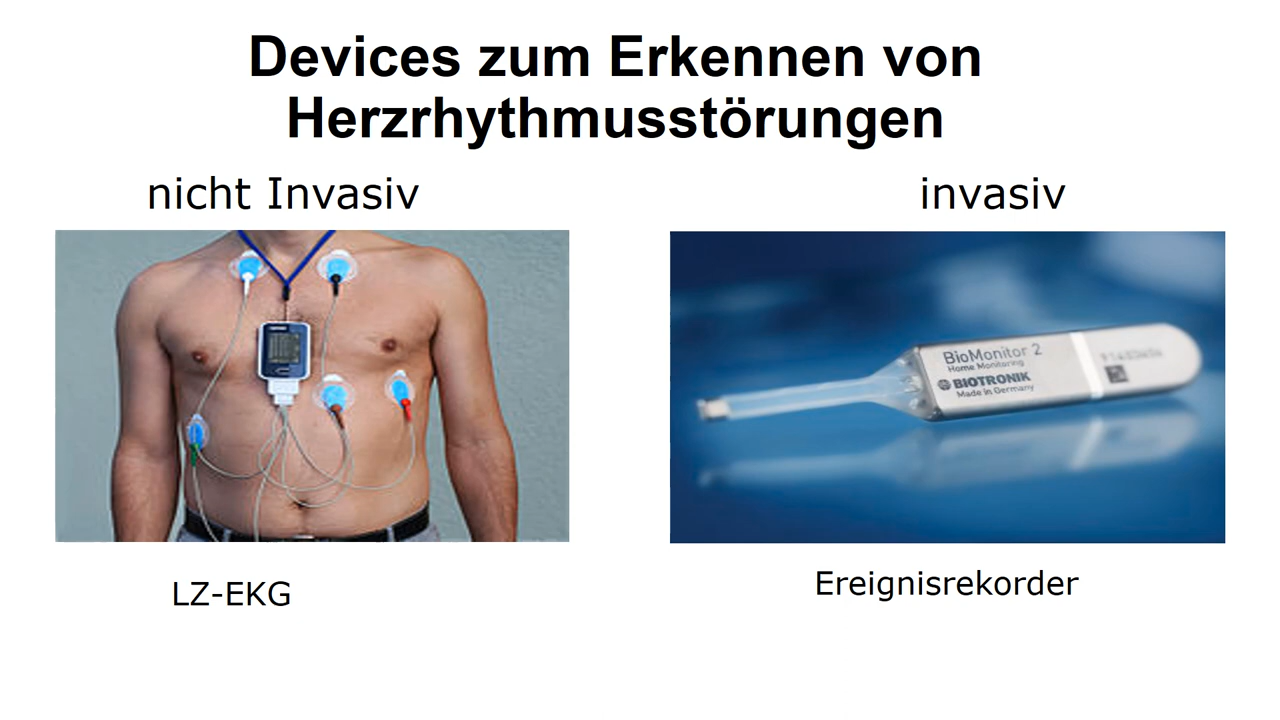 Devices zum Erkennen von
Herzrhythmusstörungen
nicht Invasiv
invasiv
BioMonitor 2
Home Monitoring
BIOTRONIK
Made in Germany
LZ-EKG
Ereignisrekorder